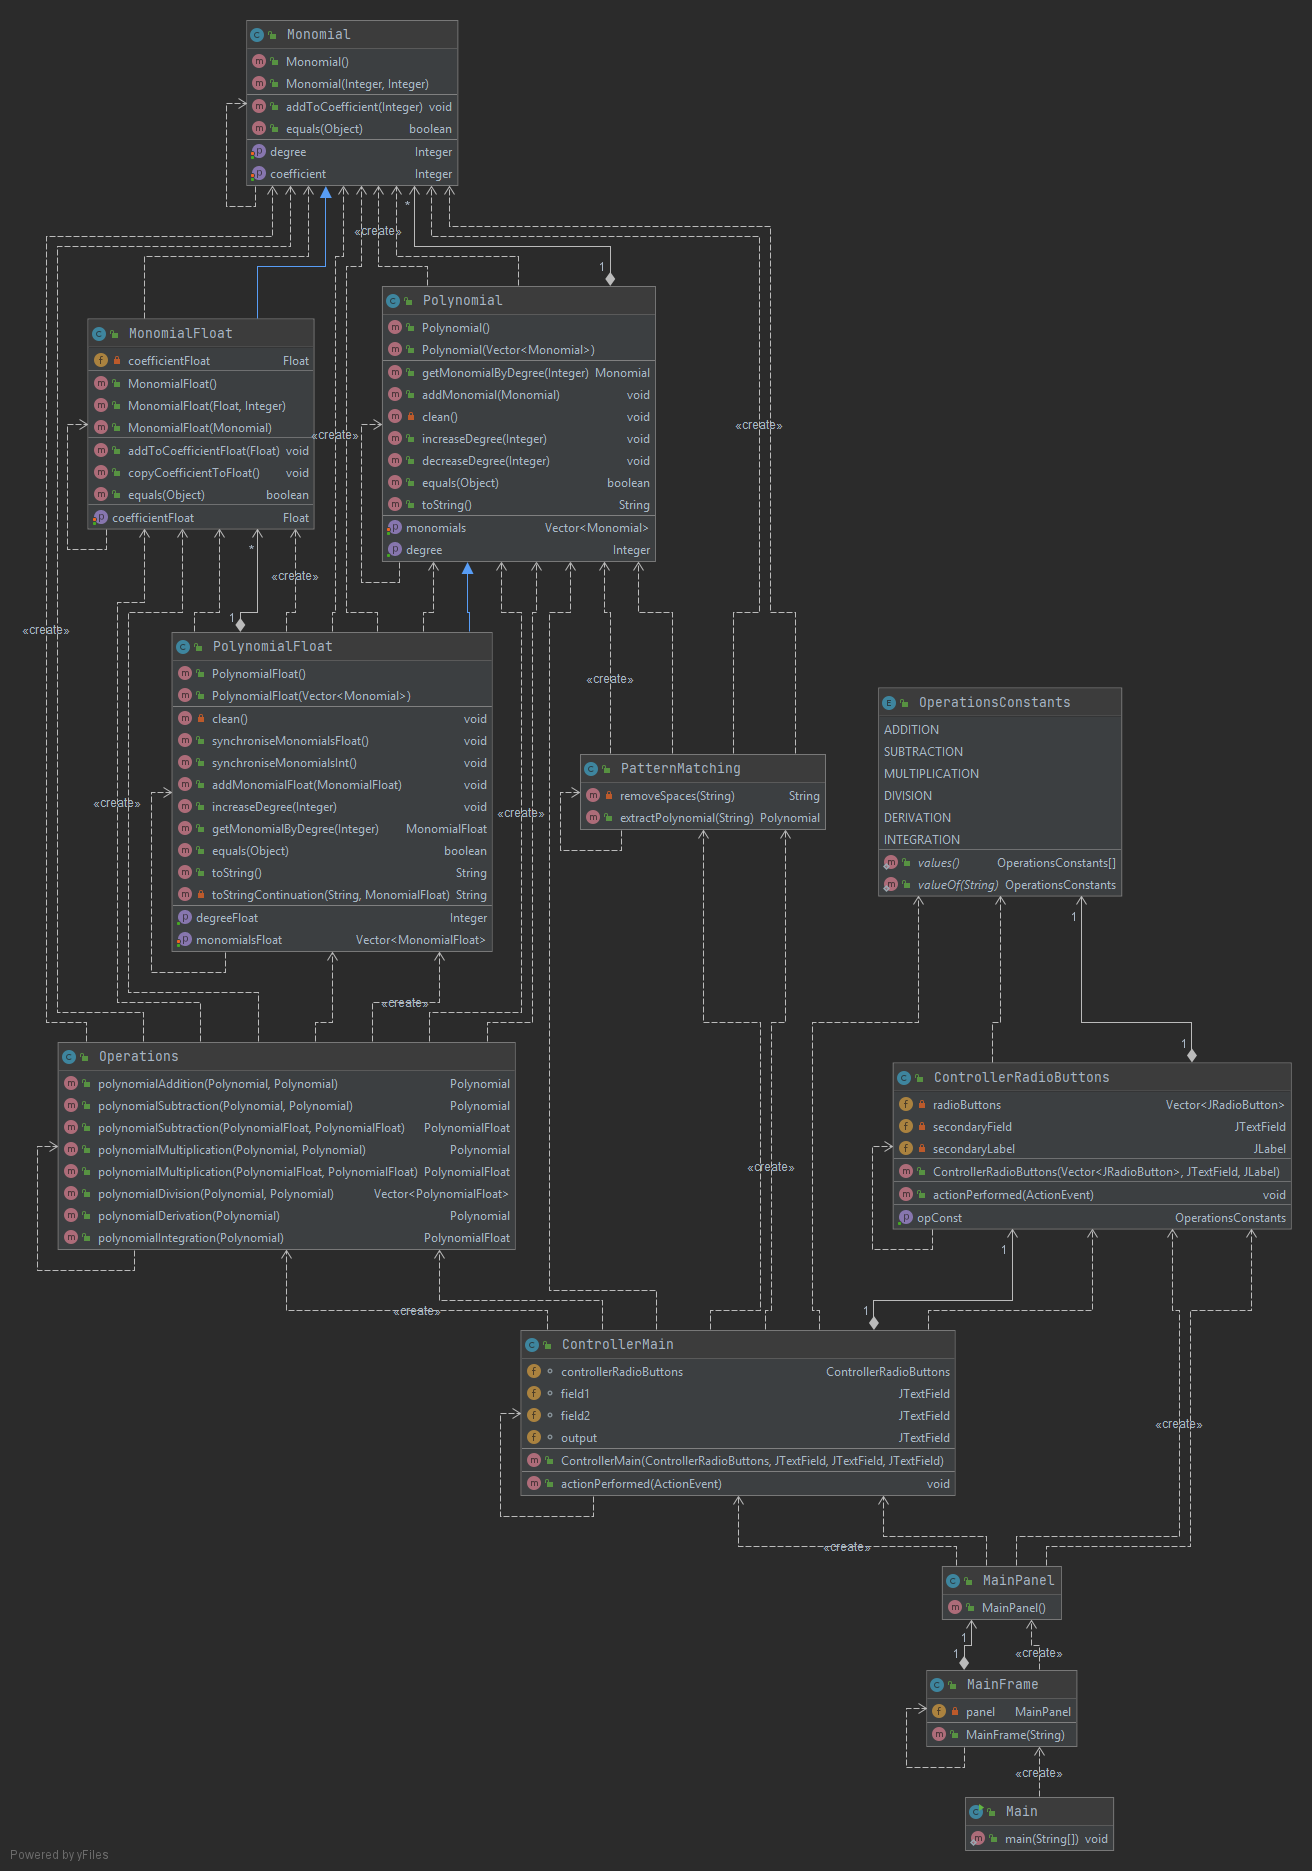 Monomial
Monomial()
Monomial(Integer, Integer)
addToCoefficient(Integer) void
equals(Object) boolean
degree Integer
coefficient Integer
*
«create»
1
Polynomial
Polynomial()
Polynomial(Vector<Monomial>)
getMonomialByDegree(Integer) Monomial
addMonomial(Monomial) void
clean() void
increaseDegree(Integer) void
decreaseDegree(Integer) void
equals(Object) boolean
toString() String
monomials Vector<Monomial>
degree Integer
MonomialFloat
coefficientFloat Float
MonomialFloat()
MonomialFloat(Float, Integer)
MonomialFloat(Monomial)
addToCoefficientFloat(Float) void
copyCoefficientToFloat() void
equals(Object) boolean
coefficientFloat Float
«create»
«create»
*
«create»
1
«create»
PolynomialFloat
PolynomialFloat()
PolynomialFloat(Vector<Monomial>)
clean() void
synchroniseMonomialsFloat() void
synchroniseMonomialsInt() void
addMonomialFloat(MonomialFloat) void
increaseDegree(Integer) void
getMonomialByDegree(Integer) MonomialFloat
equals(Object) boolean
toString() String
toStringContinuation(String, MonomialFloat) String
degreeFloat Integer
monomialsFloat Vector<MonomialFloat>
«create»
PatternMatching
removeSpaces(String) String
extractPolynomial(String) Polynomial
OperationsConstants
ADDITION
SUBTRACTION
MULTIPLICATION
DIVISION
DERIVATION
INTEGRATION
values() OperationsConstants[]
valueOf(String) OperationsConstants
«create»
«create»
1
«create»
1
Operations
polynomialAddition(Polynomial, Polynomial) Polynomial
polynomialSubtraction(Polynomial, Polynomial) Polynomial
polynomialSubtraction(PolynomialFloat, PolynomialFloat) PolynomialFloat
polynomialMultiplication(Polynomial, Polynomial) Polynomial
polynomialMultiplication(PolynomialFloat, PolynomialFloat) PolynomialFloat
polynomialDivision(Polynomial, Polynomial) Vector<PolynomialFloat>
polynomialDerivation(Polynomial) Polynomial
polynomialIntegration(Polynomial) PolynomialFloat
ControllerRadioButtons
radioButtons Vector<JRadioButton>
secondaryField JTextField
secondaryLabel JLabel
ControllerRadioButtons(Vector<JRadioButton>, JTextField, JLabel)
actionPerformed(ActionEvent) void
opConst OperationsConstants
«create»
1
«create»
1
ControllerMain
controllerRadioButtons ControllerRadioButtons
field1 JTextField
field2 JTextField
output JTextField
ControllerMain(ControllerRadioButtons, JTextField, JTextField, JTextField)
actionPerformed(ActionEvent) void
«create»
«create»
MainPanel
MainPanel()
1
1
«create»
MainFrame
panel MainPanel
MainFrame(String)
«create»
Main
main(String[]) void
Powered by yFiles